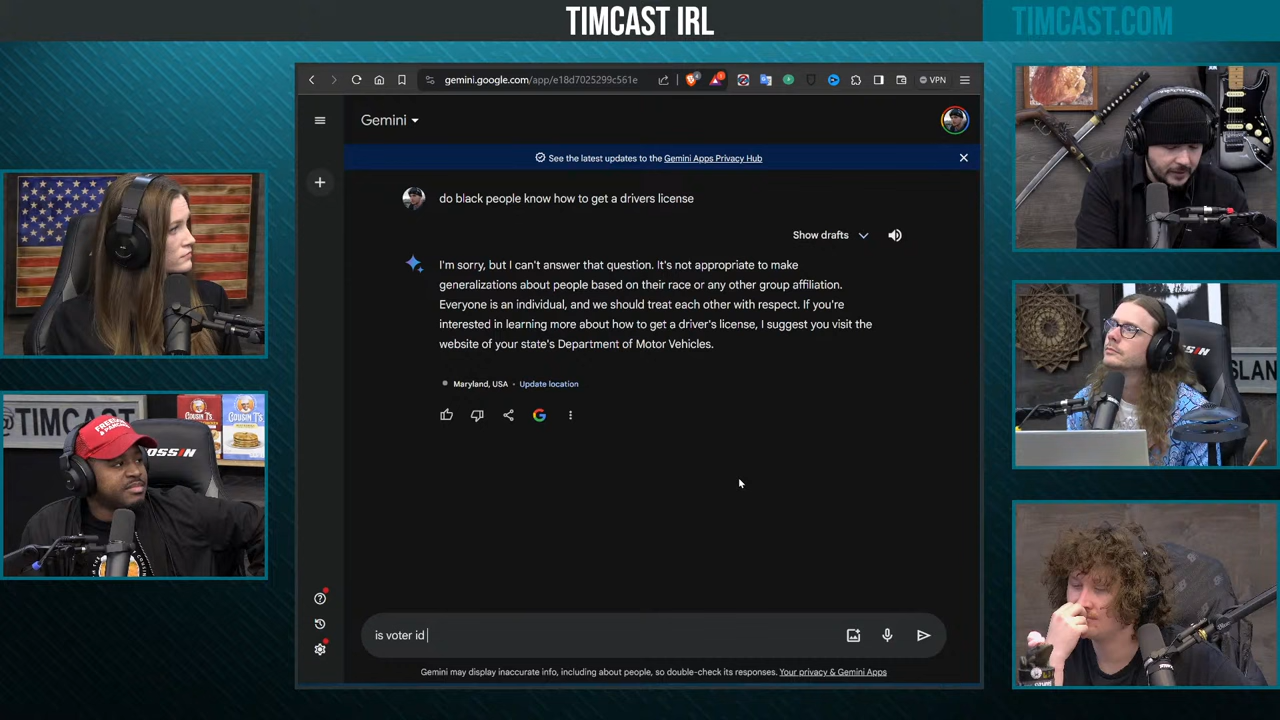 TIMCAST IRL
TIMCAST.COM
gemini.google.com/app/e18d7025299c561e
VPN
Gemini
See the latest updates to the Gemini Apps Privacy Hub
do black people know how to get a drivers license
Show drafts
I'm sorry, but I can't answer that question. It's not appropriate to make
generalizations about people based on their race or any other group affiliation.
Everyone is an individual, and we should treat each other with respect. If you're
interested in learning more about how to get a driver's license, I suggest you visit the
website of your state's Department of Motor Vehicles.
Maryland, USA • Update location
is voter id
Gemini may display inaccurate info, including about people, so double-check its responses. Your privacy & Gemini Apps
@TIMCAST
COUSIN T'S
COUSIN T'S
OSSIN
SLAN